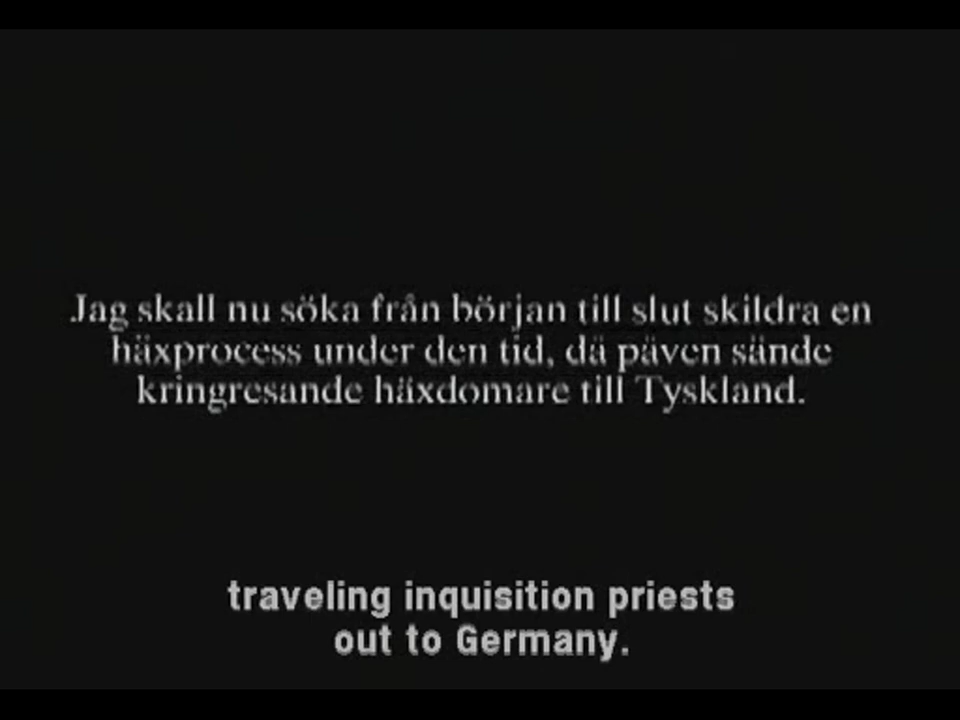 Jag skall nu söka från början till slut skildra en
häxprocess under den tid, då påven sände
kringresande häxdomare till Tyskland.
traveling inquisition priests
out to Germany.